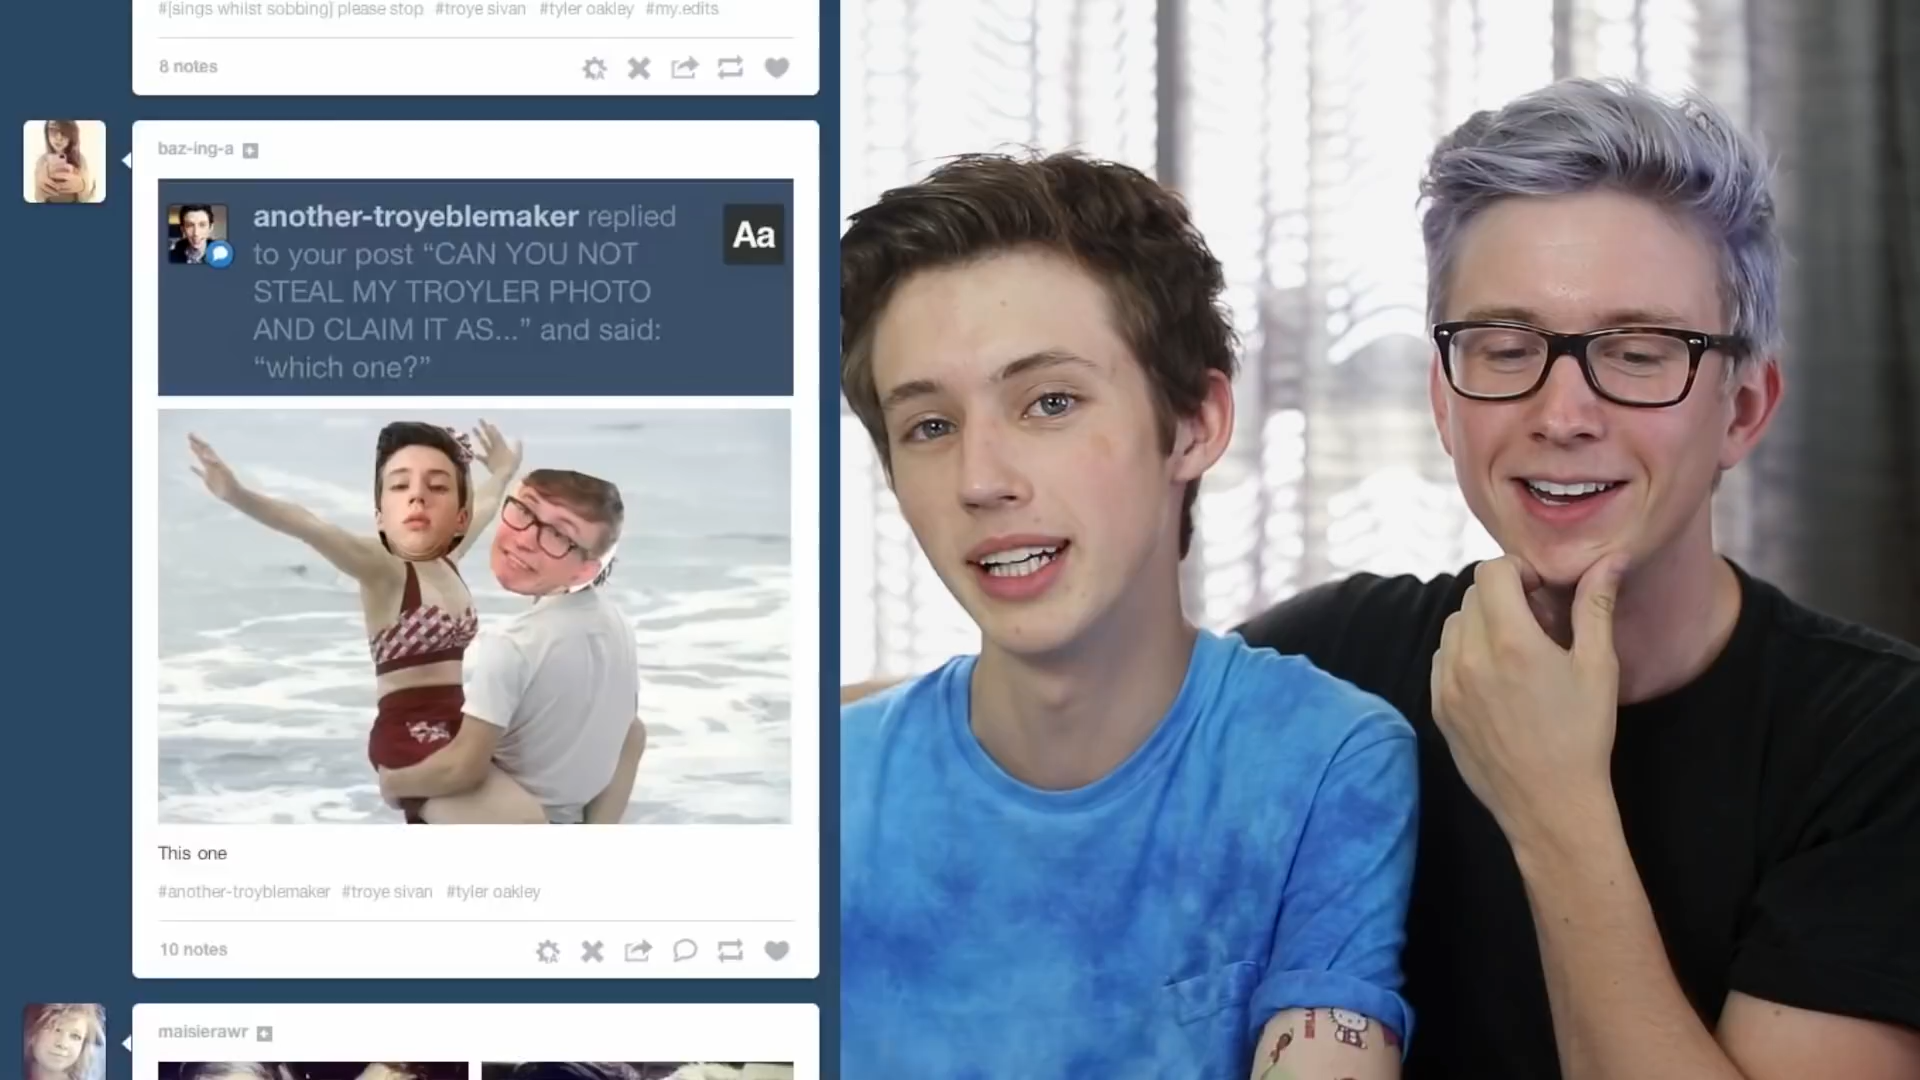 #[sings whilst sobbing] please stop #troye sivan #tyler oakley #my.edits
8 notes
baz-ing-a
another-troyeblemaker replied
to your post “CAN YOU NOT
STEAL MY TROYLER PHOTO
AND CLAIM IT AS...” and said:
“which one?”
Aa
This one
#another-troyblemaker #troye sivan #tyler oakley
10 notes
maisierawr